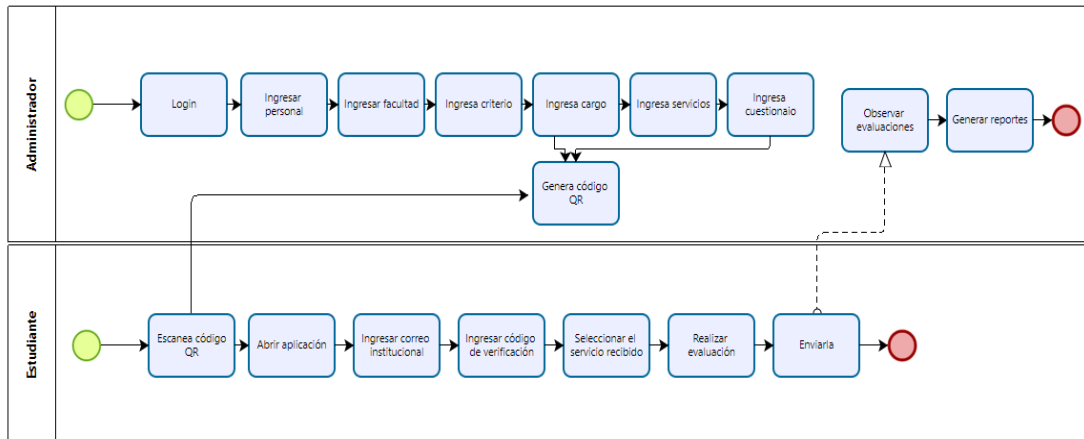 Administrador
Login
Ingresar
personal
Ingresar facultad
Ingresa criterio
Ingresa cargo
Ingresa servicios
Ingresa
cuestionaio
Observar
evaluaciones
Generar reportes
Genera código
QR
Estudiante
Escanea código
QR
Abrir aplicación
Ingresar correo
institucional
Ingresar código
de verificación
Seleccionar el
servicio recibido
Realizar
evaluación
Enviarla